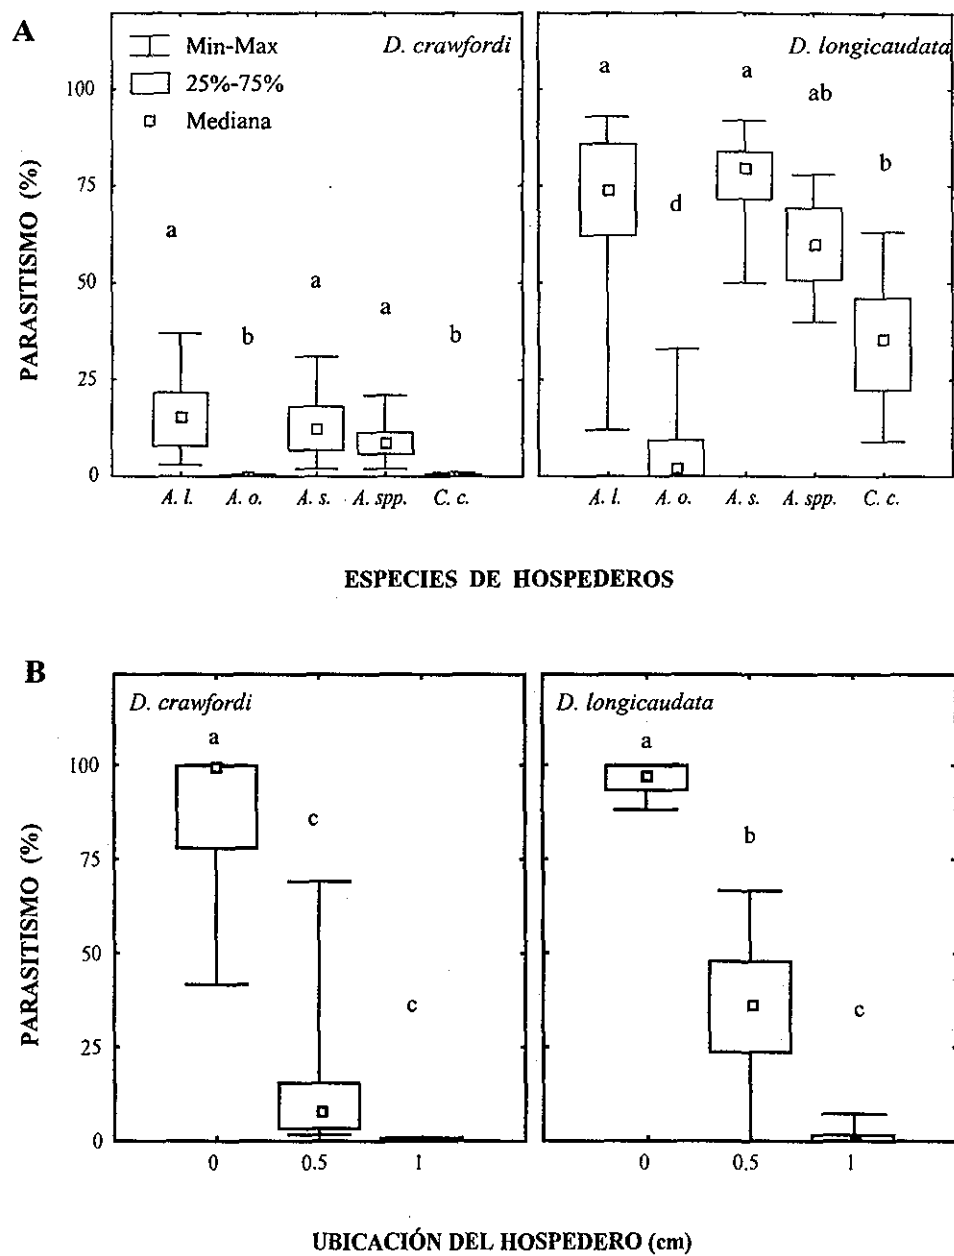 A
Min-Max
25%-75%
Mediana
D. crawfordi
D. longicaudata
PARASITISMO (%)
100
75
50
25
0
a
b
a
a
b
a
d
a
ab
b
A. l.
A. o.
A. s.
A. spp.
C. c.
A. l.
A. o.
A. s.
A. spp.
C. c.
ESPECIES DE HOSPEDEROS
B
D. crawfordi
D. longicaudata
PARASITISMO (%)
100
75
50
25
0
a
c
c
a
b
c
0
0.5
1
0
0.5
1
UBICACIÓN DEL HOSPEDERO (cm)